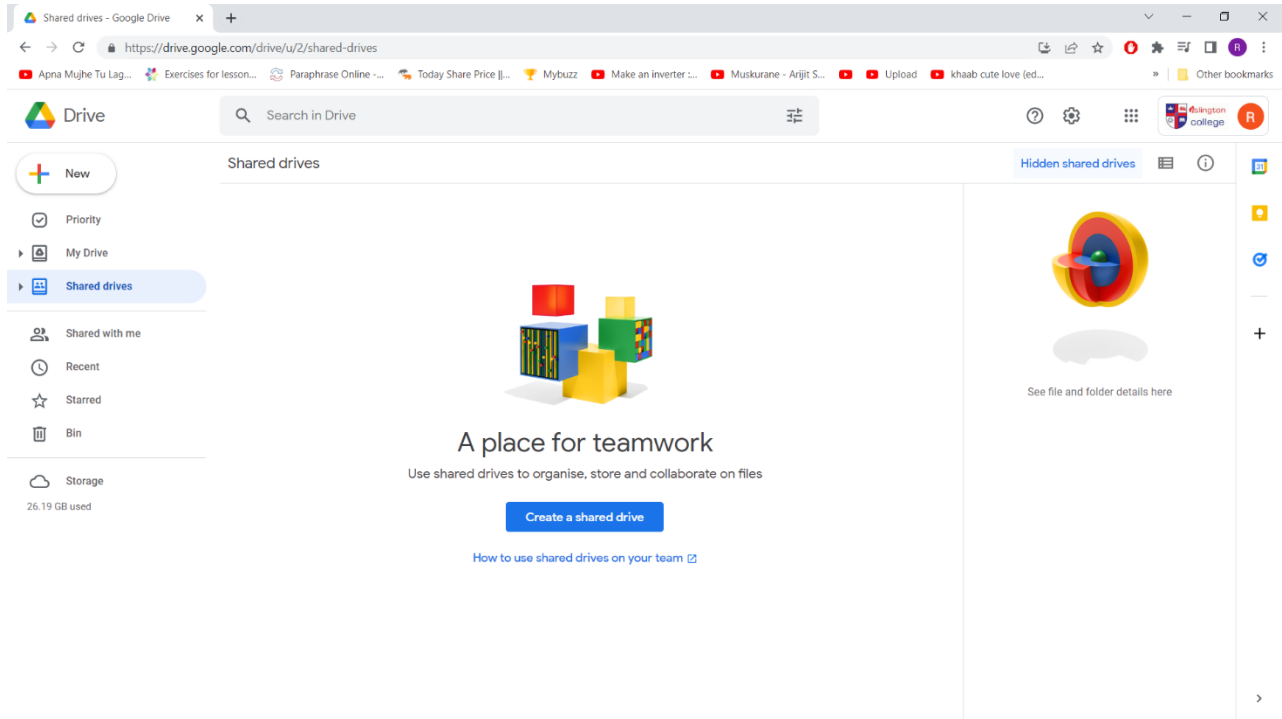 Shared drives - Google Drive
https://drive.google.com/drive/u/2/shared-drives
R
Apna Mujhe Tu Lag... Exercises for lesson... Paraphrase Online -... Today Share Price ||... Mybuzz Make an inverter :... Muskurane - Arijit S... Upload khaab cute love (ed... » Other bookmarks
Drive
Search in Drive
islington
college
R
New
Shared drives
Hidden shared drives
31
Priority
My Drive
Shared drives
Shared with me
Recent
Starred
Bin
Storage
26.19 GB used
A place for teamwork
Use shared drives to organise, store and collaborate on files
Create a shared drive
How to use shared drives on your team
See file and folder details here